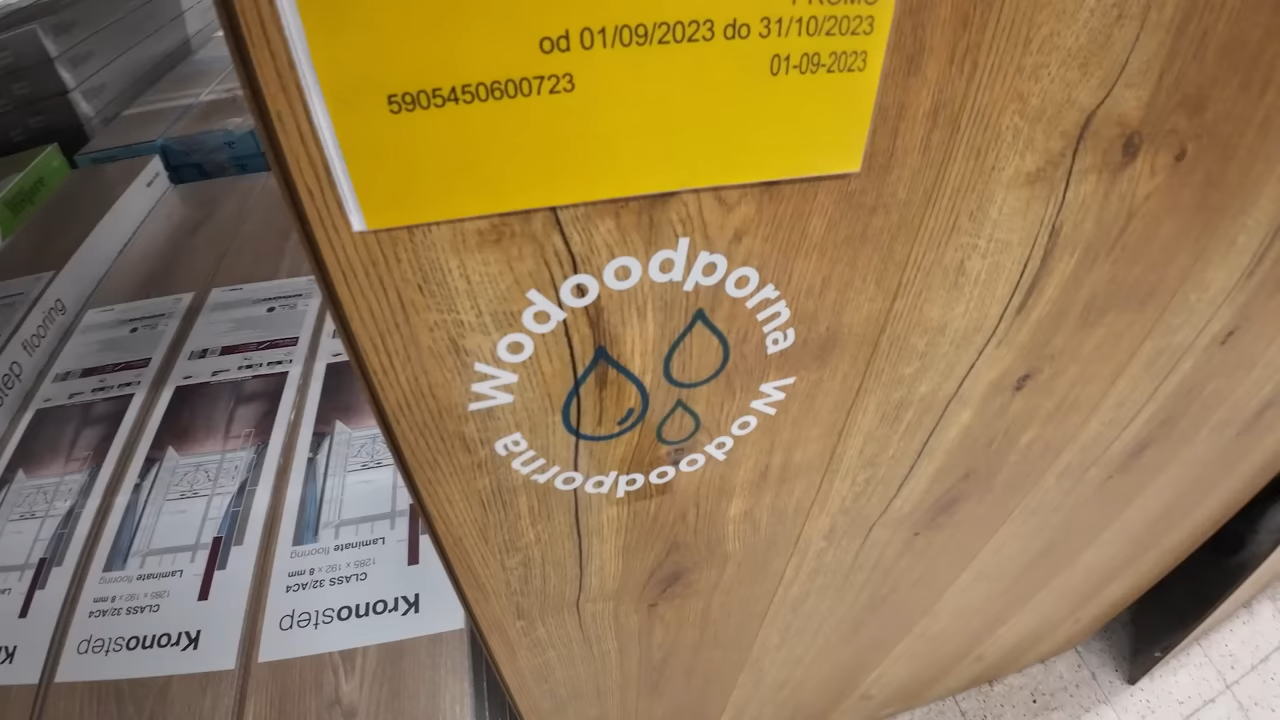 PROMO
od 01/09/2023 do 31/10/2023
01-09-2023
5905450600723
Wodoodporna
Wodoodporna
step flooring
Laminate flooring
1285 x 192 x 8 mm
CLASS 32/AC4
Kronostep
Laminate flooring
1285 x 192 x 8 mm
CLASS 32/AC4
Kronostep